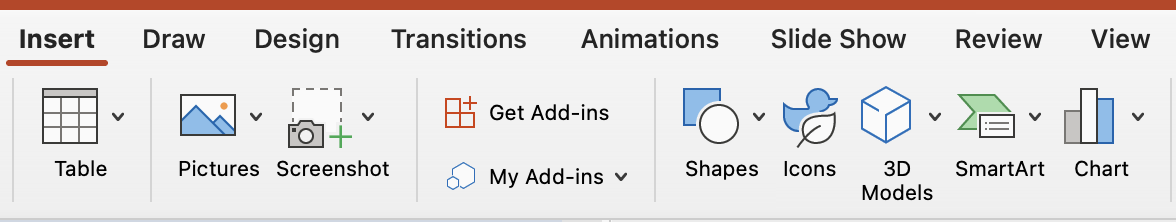 Insert Draw Design Transitions Animations Slide Show Review View
Get Add-ins
My Add-ins
Table Pictures Screenshot Shapes Icons 3D SmartArt Chart
Models